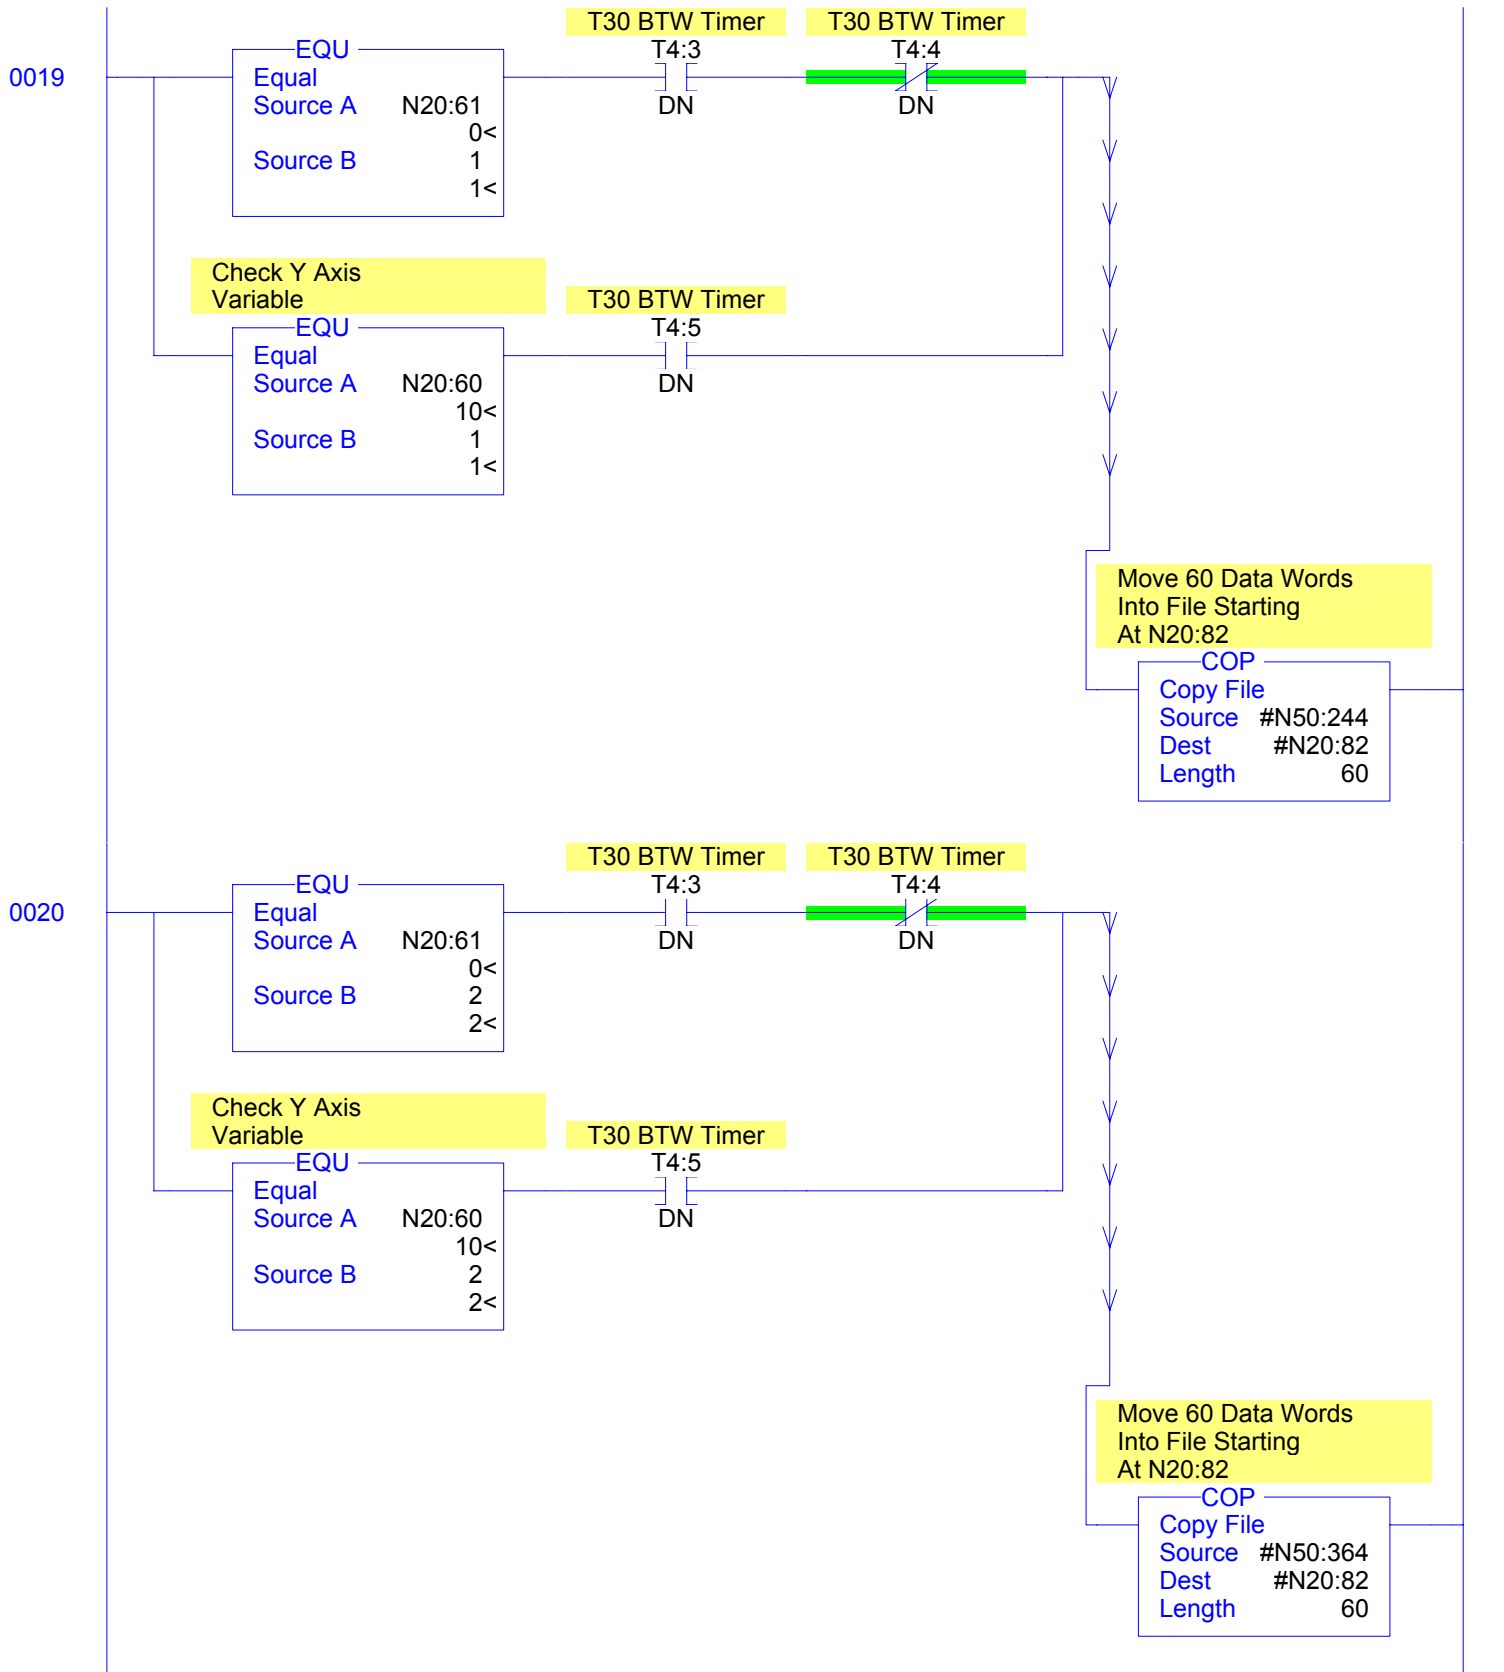 T30 BTW Timer T30 BTW Timer
EQU T4:3 T4:4
0019 Equal
Source A N20:61 DN DN
0<
Source B 1
1<
Check Y Axis
Variable T30 BTW Timer
EQU T4:5
Equal
Source A N20:60 DN
10<
Source B 1
1<
Move 60 Data Words
Into File Starting
At N20:82
COP
Copy File
Source #N50:244
Dest #N20:82
Length 60
T30 BTW Timer T30 BTW Timer
EQU T4:3 T4:4
0020 Equal
Source A N20:61 DN DN
0<
Source B 2
2<
Check Y Axis
Variable T30 BTW Timer
EQU T4:5
Equal
Source A N20:60 DN
10<
Source B 2
2<
Move 60 Data Words
Into File Starting
At N20:82
COP
Copy File
Source #N50:364
Dest #N20:82
Length 60